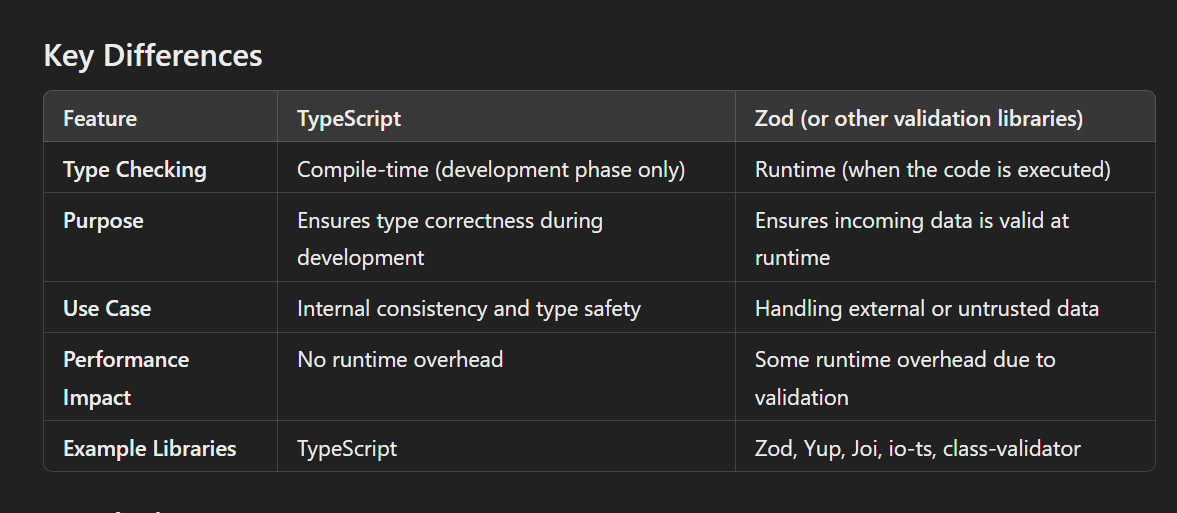 Key Differences
Feature TypeScript Zod (or other validation libraries)
Type Checking Compile-time (development phase only) Runtime (when the code is executed)
Purpose Ensures type correctness during Ensures incoming data is valid at
development runtime
Use Case Internal consistency and type safety Handling external or untrusted data
Performance No runtime overhead Some runtime overhead due to
Impact validation
Example Libraries TypeScript Zod, Yup, Joi, io-ts, class-validator